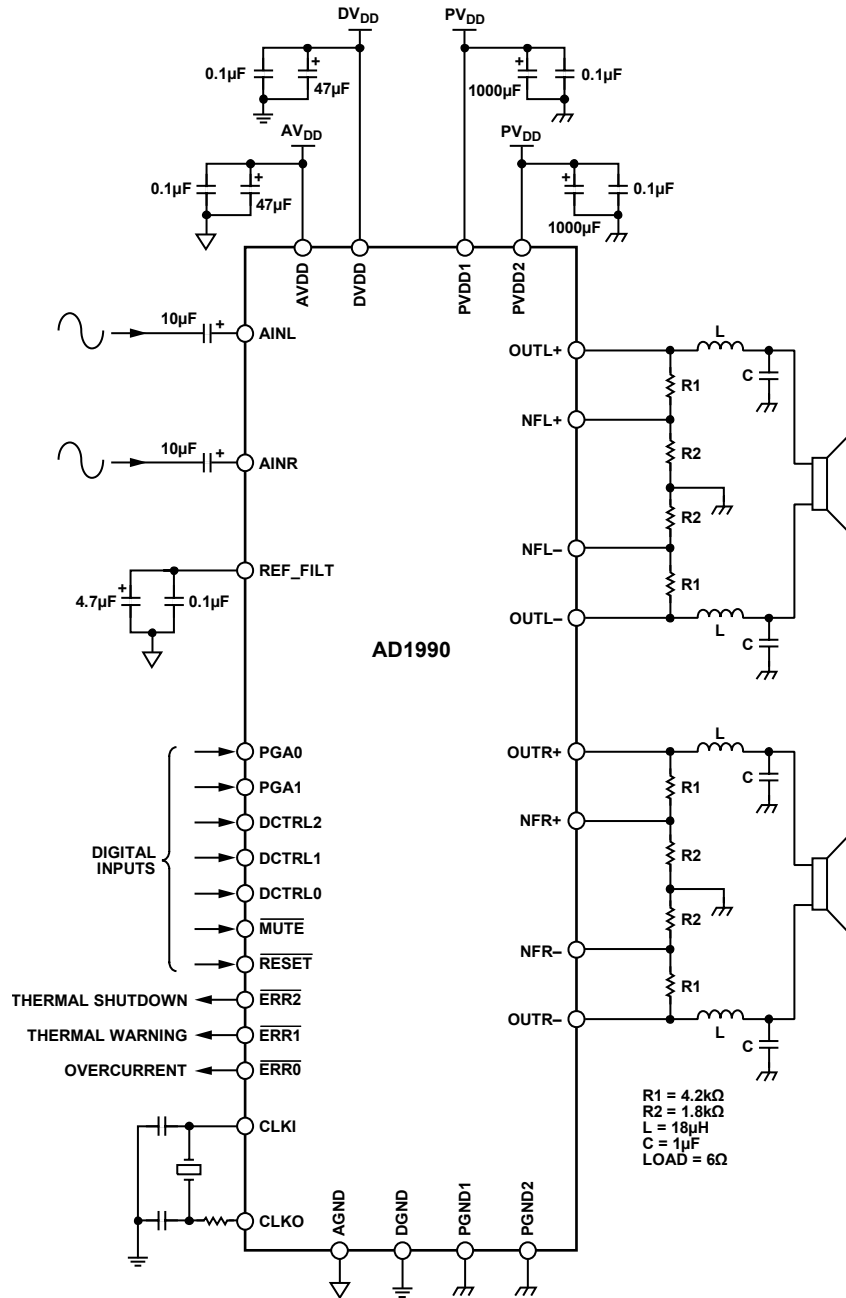 DVDD
PVDD
0.1µF
+
47µF
+
1000µF
0.1µF
AVDD
PVDD
0.1µF
+
47µF
+
1000µF
0.1µF
AVDD
DVDD
PVDD1
PVDD2
10µF
+
AINL
10µF
+
AINR
REF_FILT
+
4.7µF
0.1µF
AD1990
OUTL+
L
C
R1
NFL+
R2
R2
NFL–
R1
OUTL–
L
C
DIGITAL
INPUTS
PGA0
PGA1
DCTRL2
DCTRL1
DCTRL0
MUTE
RESET
THERMAL SHUTDOWN
ERR2
THERMAL WARNING
ERR1
OVERCURRENT
ERR0
CLKI
CLKO
OUTR+
L
C
R1
NFR+
R2
R2
NFR–
R1
OUTR–
L
C
R1 = 4.2kΩ
R2 = 1.8kΩ
L = 18µH
C = 1µF
LOAD = 6Ω
AGND
DGND
PGND1
PGND2